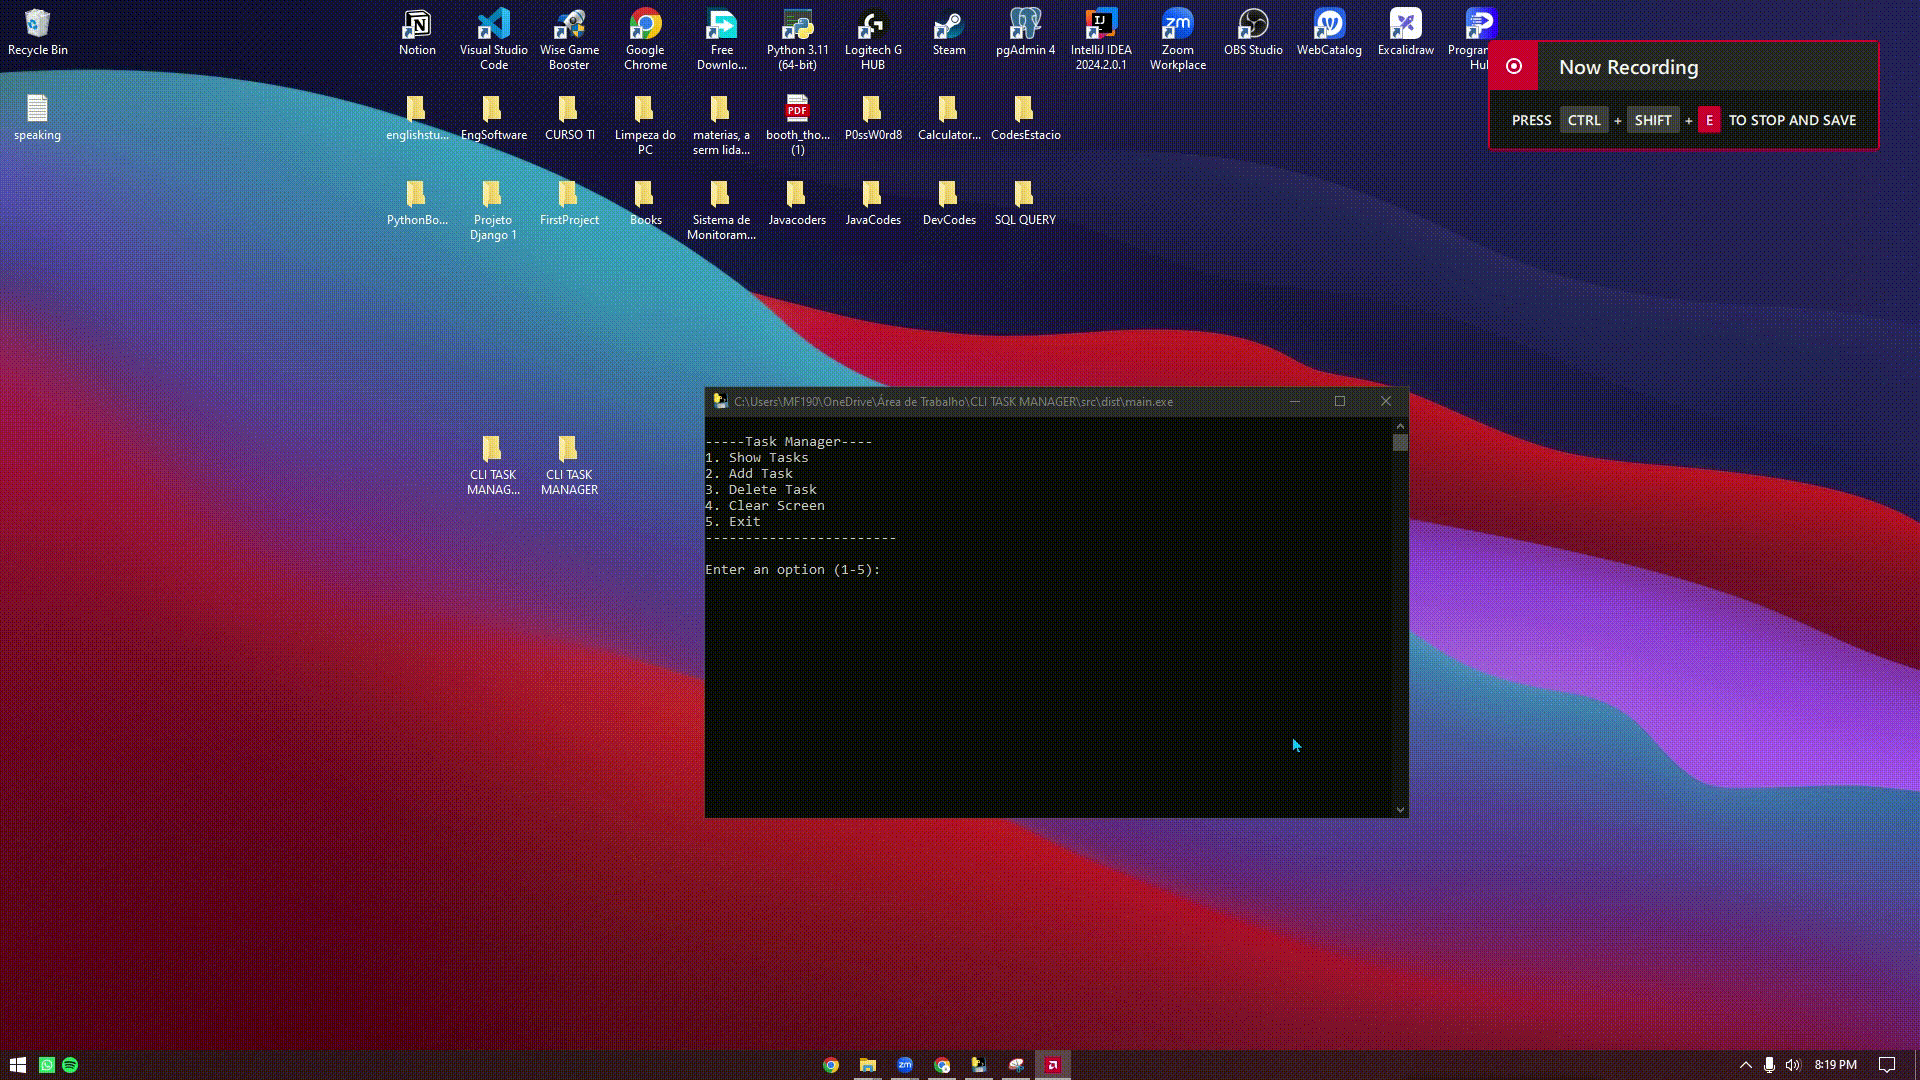 Recycle Bin
Notion
Visual Studio
Code
Wise Game
Booster
Google
Chrome
Free
Downlo...
Python 3.11
(64-bit)
Logitech G
HUB
Steam
pgAdmin 4
IntelliJ IDEA
2024.2.0.1
Zoom
Workplace
OBS Studio
WebCatalog
Excalidraw
Program
Hu
Now Recording
PRESS CTRL + SHIFT + E TO STOP AND SAVE
speaking
englishstu...
EngSoftware
CURSO TI
Limpeza do
PC
materias, a
serm lida...
PDF
booth_tho...
(1)
P0ssW0rd8
Calculator...
CodesEstacio
PythonBo...
Projeto
Django 1
FirstProject
Books
Sistema de
Monitoram...
Javacoders
JavaCodes
DevCodes
SQL QUERY
CLI TASK
MANAG...
CLI TASK
MANAGER
C:\Users\MF190\OneDrive\Área de Trabalho\CLI TASK MANAGER\src\dist\main.exe
-----Task Manager----
1. Show Tasks
2. Add Task
3. Delete Task
4. Clear Screen
5. Exit
------------------------
Enter an option (1-5):
zm
8:19 PM